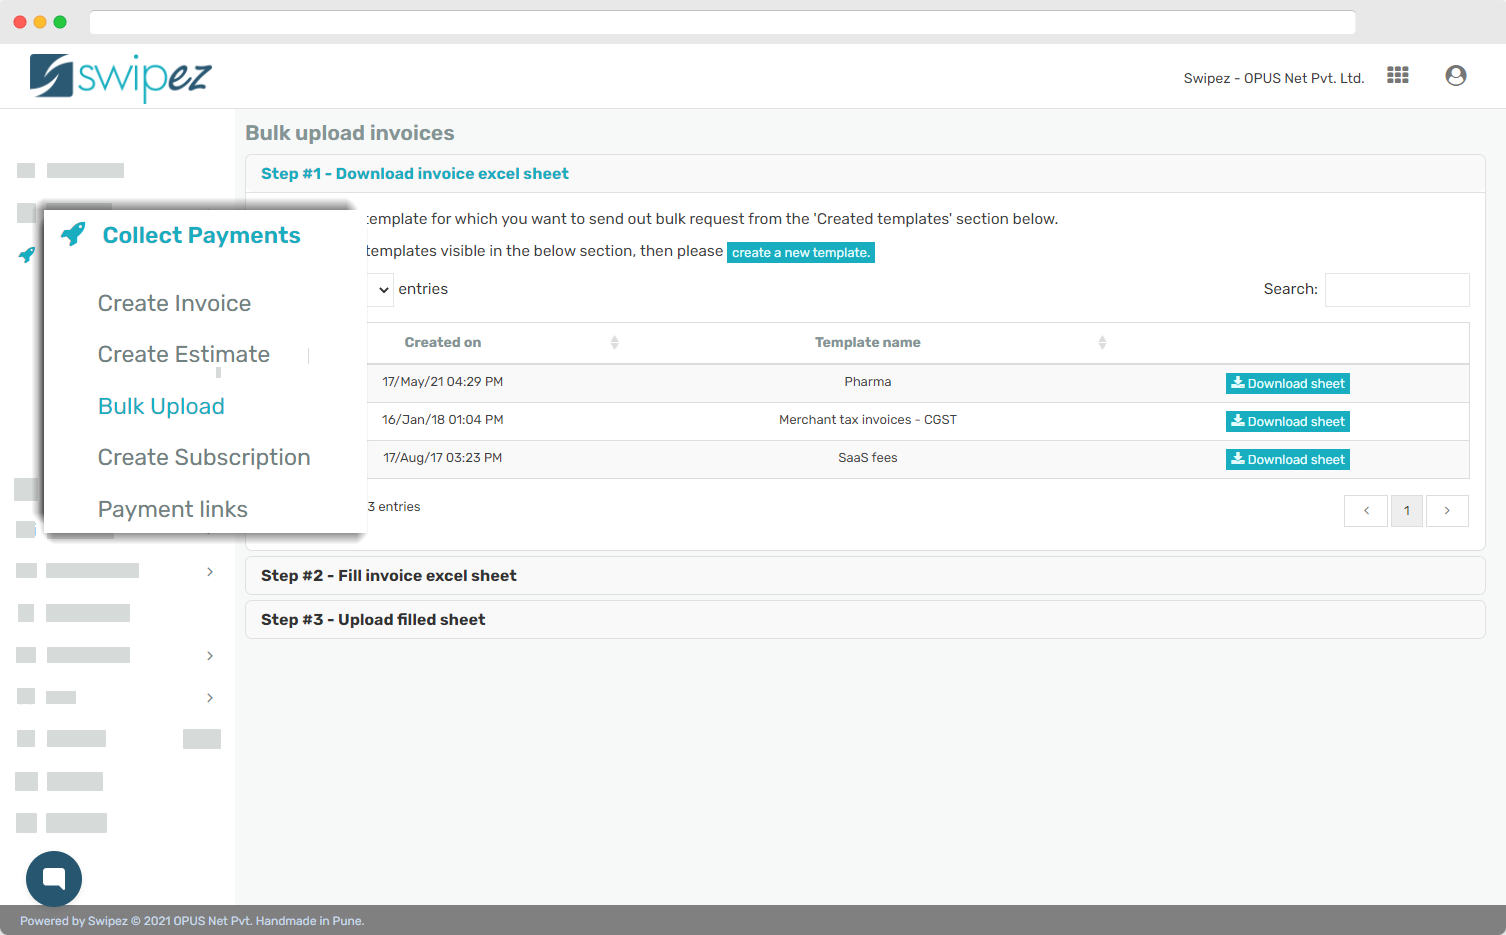 swipez
Swipez - OPUS Net Pvt. Ltd.
Bulk upload invoices
Step #1 - Download invoice excel sheet
template for which you want to send out bulk request from the 'Created templates' section below.
templates visible in the below section, then please create a new template.
entries
Search:
Created on Template name
17/May/21 04:29 PM Pharma Download sheet
16/Jan/18 01:04 PM Merchant tax invoices - CGST Download sheet
17/Aug/17 03:23 PM SaaS fees Download sheet
3 entries
1
Step #2 - Fill invoice excel sheet
Step #3 - Upload filled sheet
Collect Payments
Create Invoice
Create Estimate
Bulk Upload
Create Subscription
Payment links
Powered by Swipez © 2021 OPUS Net Pvt. Handmade in Pune.